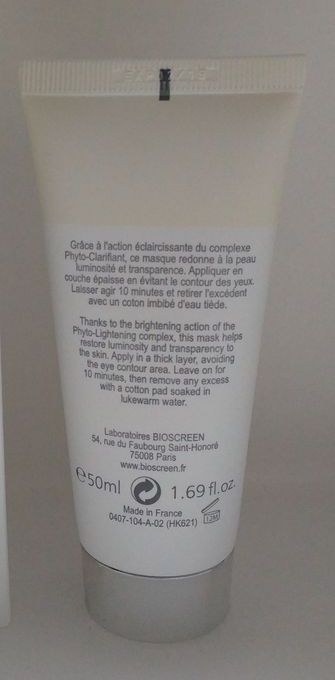 Grâce à l'action éclaircissante du complexe
Phyto-Clarifiant, ce masque redonne à la peau
luminosité et transparence. Appliquer en
couche épaisse en évitant le contour des yeux.
Laisser agir 10 minutes et retirer l'excédent
avec un coton imbibé d'eau tiède.
Thanks to the brightening action of the
Phyto-Lightening complex, this mask helps
restore luminosity and transparency to
the skin. Apply in a thick layer, avoiding
the eye contour area. Leave on for
10 minutes, then remove any excess
with a cotton pad soaked in
lukewarm water.
Laboratoires BIOSCREEN
54, rue du Faubourg Saint-Honoré
75008 Paris
www.bioscreen.fr
℮50ml 1.69 fl.oz.
Made in France
0407-104-A-02 (HK621) 12M